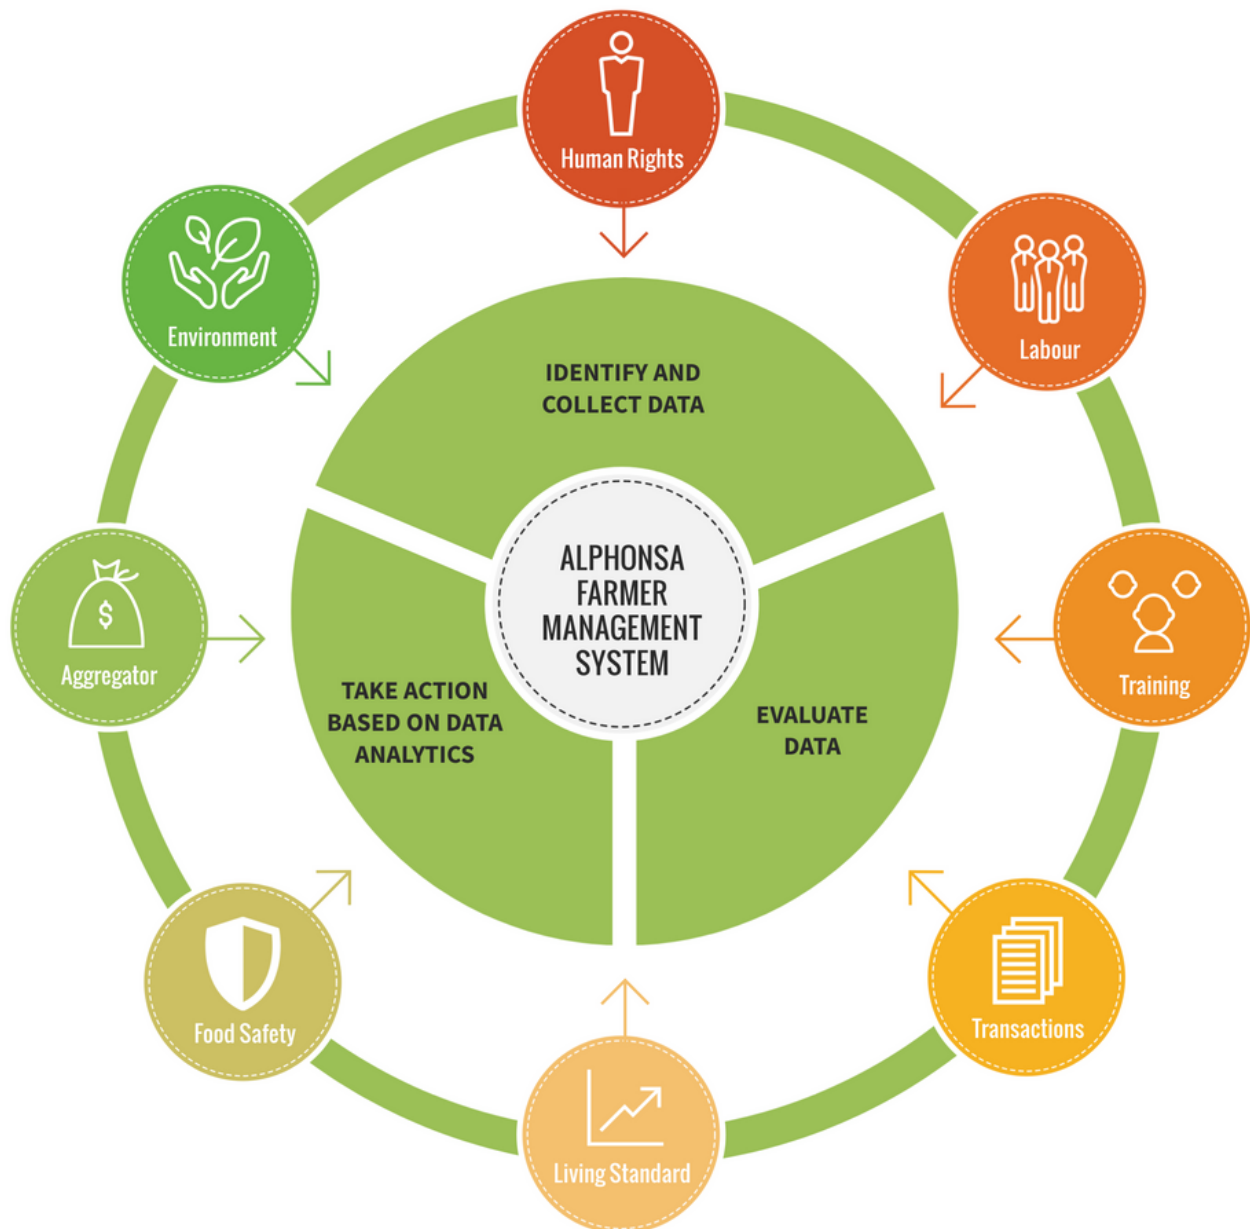 Human Rights
Environment
Labour
IDENTIFY AND
COLLECT DATA
ALPHONSA
FARMER
MANAGEMENT
SYSTEM
$
Aggregator
Training
TAKE ACTION
BASED ON DATA
ANALYTICS
EVALUATE
DATA
Food Safety
Transactions
Living Standard